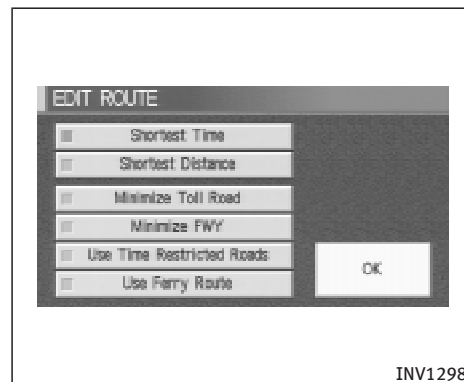 EDIT ROUTE
Shortest Time
Shortest Distance
Minimize Toll Road
Minimize FWY
Use Time Restricted Roads
Use Ferry Route
OK
INV1298